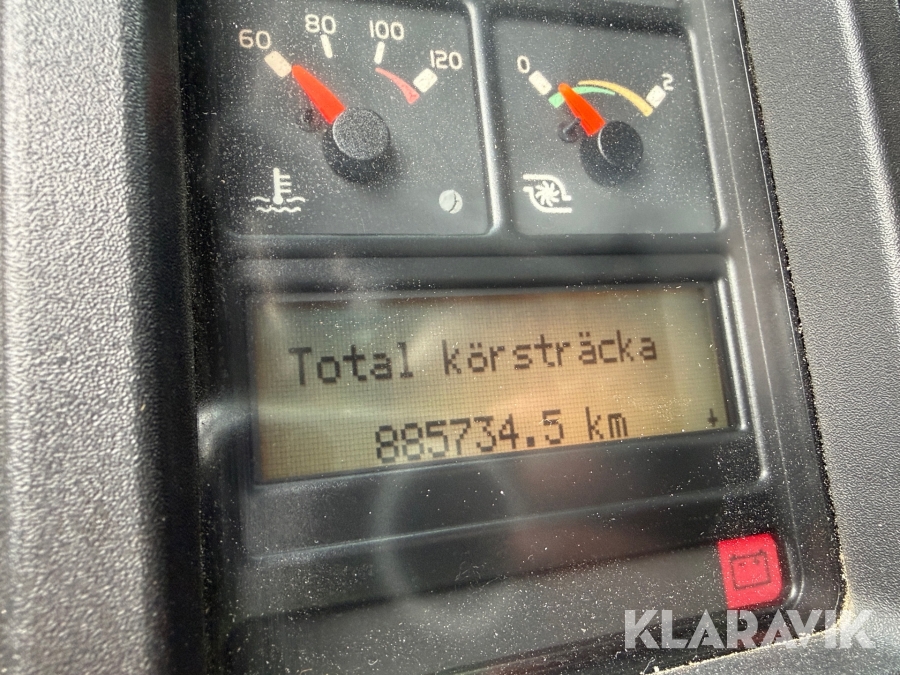 60 80 100 120
0 2
Total körsträcka
885734.5 km
KLARAVIK